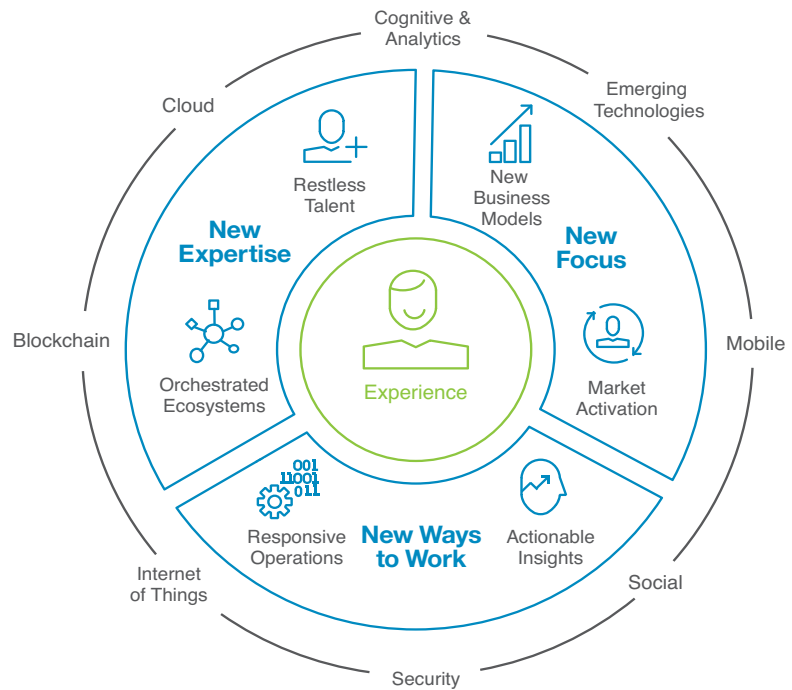 Cognitive &
Analytics
Emerging
Technologies
Cloud
Restless
Talent
New
Business
Models
New
Expertise
New
Focus
Blockchain
Orchestrated
Ecosystems
Experience
Market
Activation
Mobile
001
11001
011
Responsive
Operations
New Ways
to Work
Actionable
Insights
Internet
of Things
Social
Security